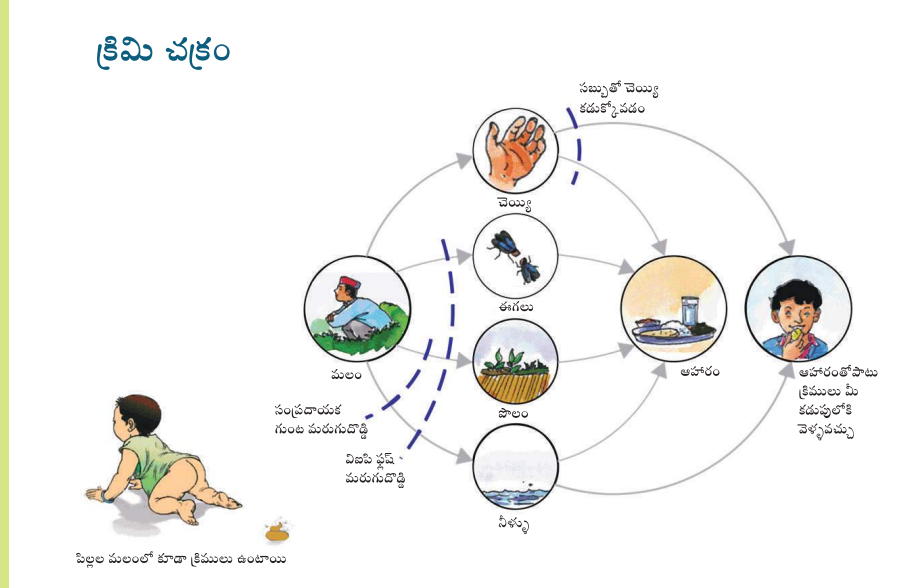 క్రిమి చక్రం
సబ్బుతో చెయ్యి
కడుక్కోవడం
చెయ్యి
ఈగలు
మలం
పొలం
ఆహారం
ఆహారంతోపాటు
క్రిములు మీ
కడుపులోకి
వెళ్ళవచ్చు
సంప్రదాయక
గుంట మరుగుదొడ్డి
విఐపి ఫ్లష్
మరుగుదొడ్డి
నీళ్ళు
పిల్లల మలంలో కూడా క్రిములు ఉంటాయి